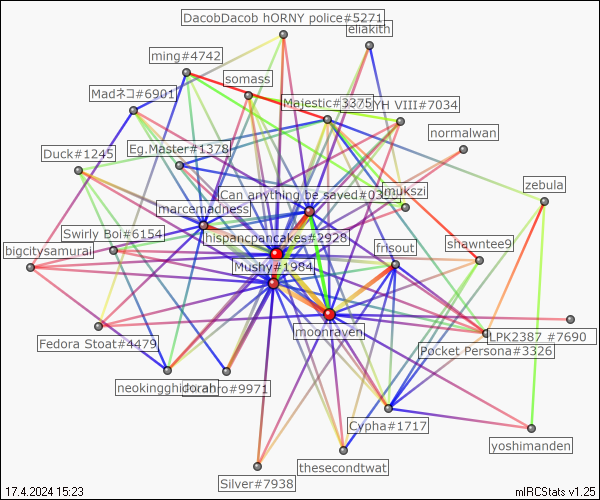 DacobDacob hORNY police#5271
eliakith
ming#4742
somass
Madネコ#6901
Majestic#3375
YH VIII#7034
normalwan
Eg.Master#1378
Duck#1245
Can anything be saved#03
mukszi
zebula
marcemadness
Swirly Boi#6154
hispancpancakes#2928
bigcitysamurai
frisout
shawntee9
Mushy#1984
moonraven
Fedora Stoat#4479
LPK2387 #7690
Pocket Persona#3326
neokingghidorah
#9971
Cypha#1717
yoshimanden
thesecondtwat
Silver#7938
17.4.2024 15:23
mIRCStats v1.25